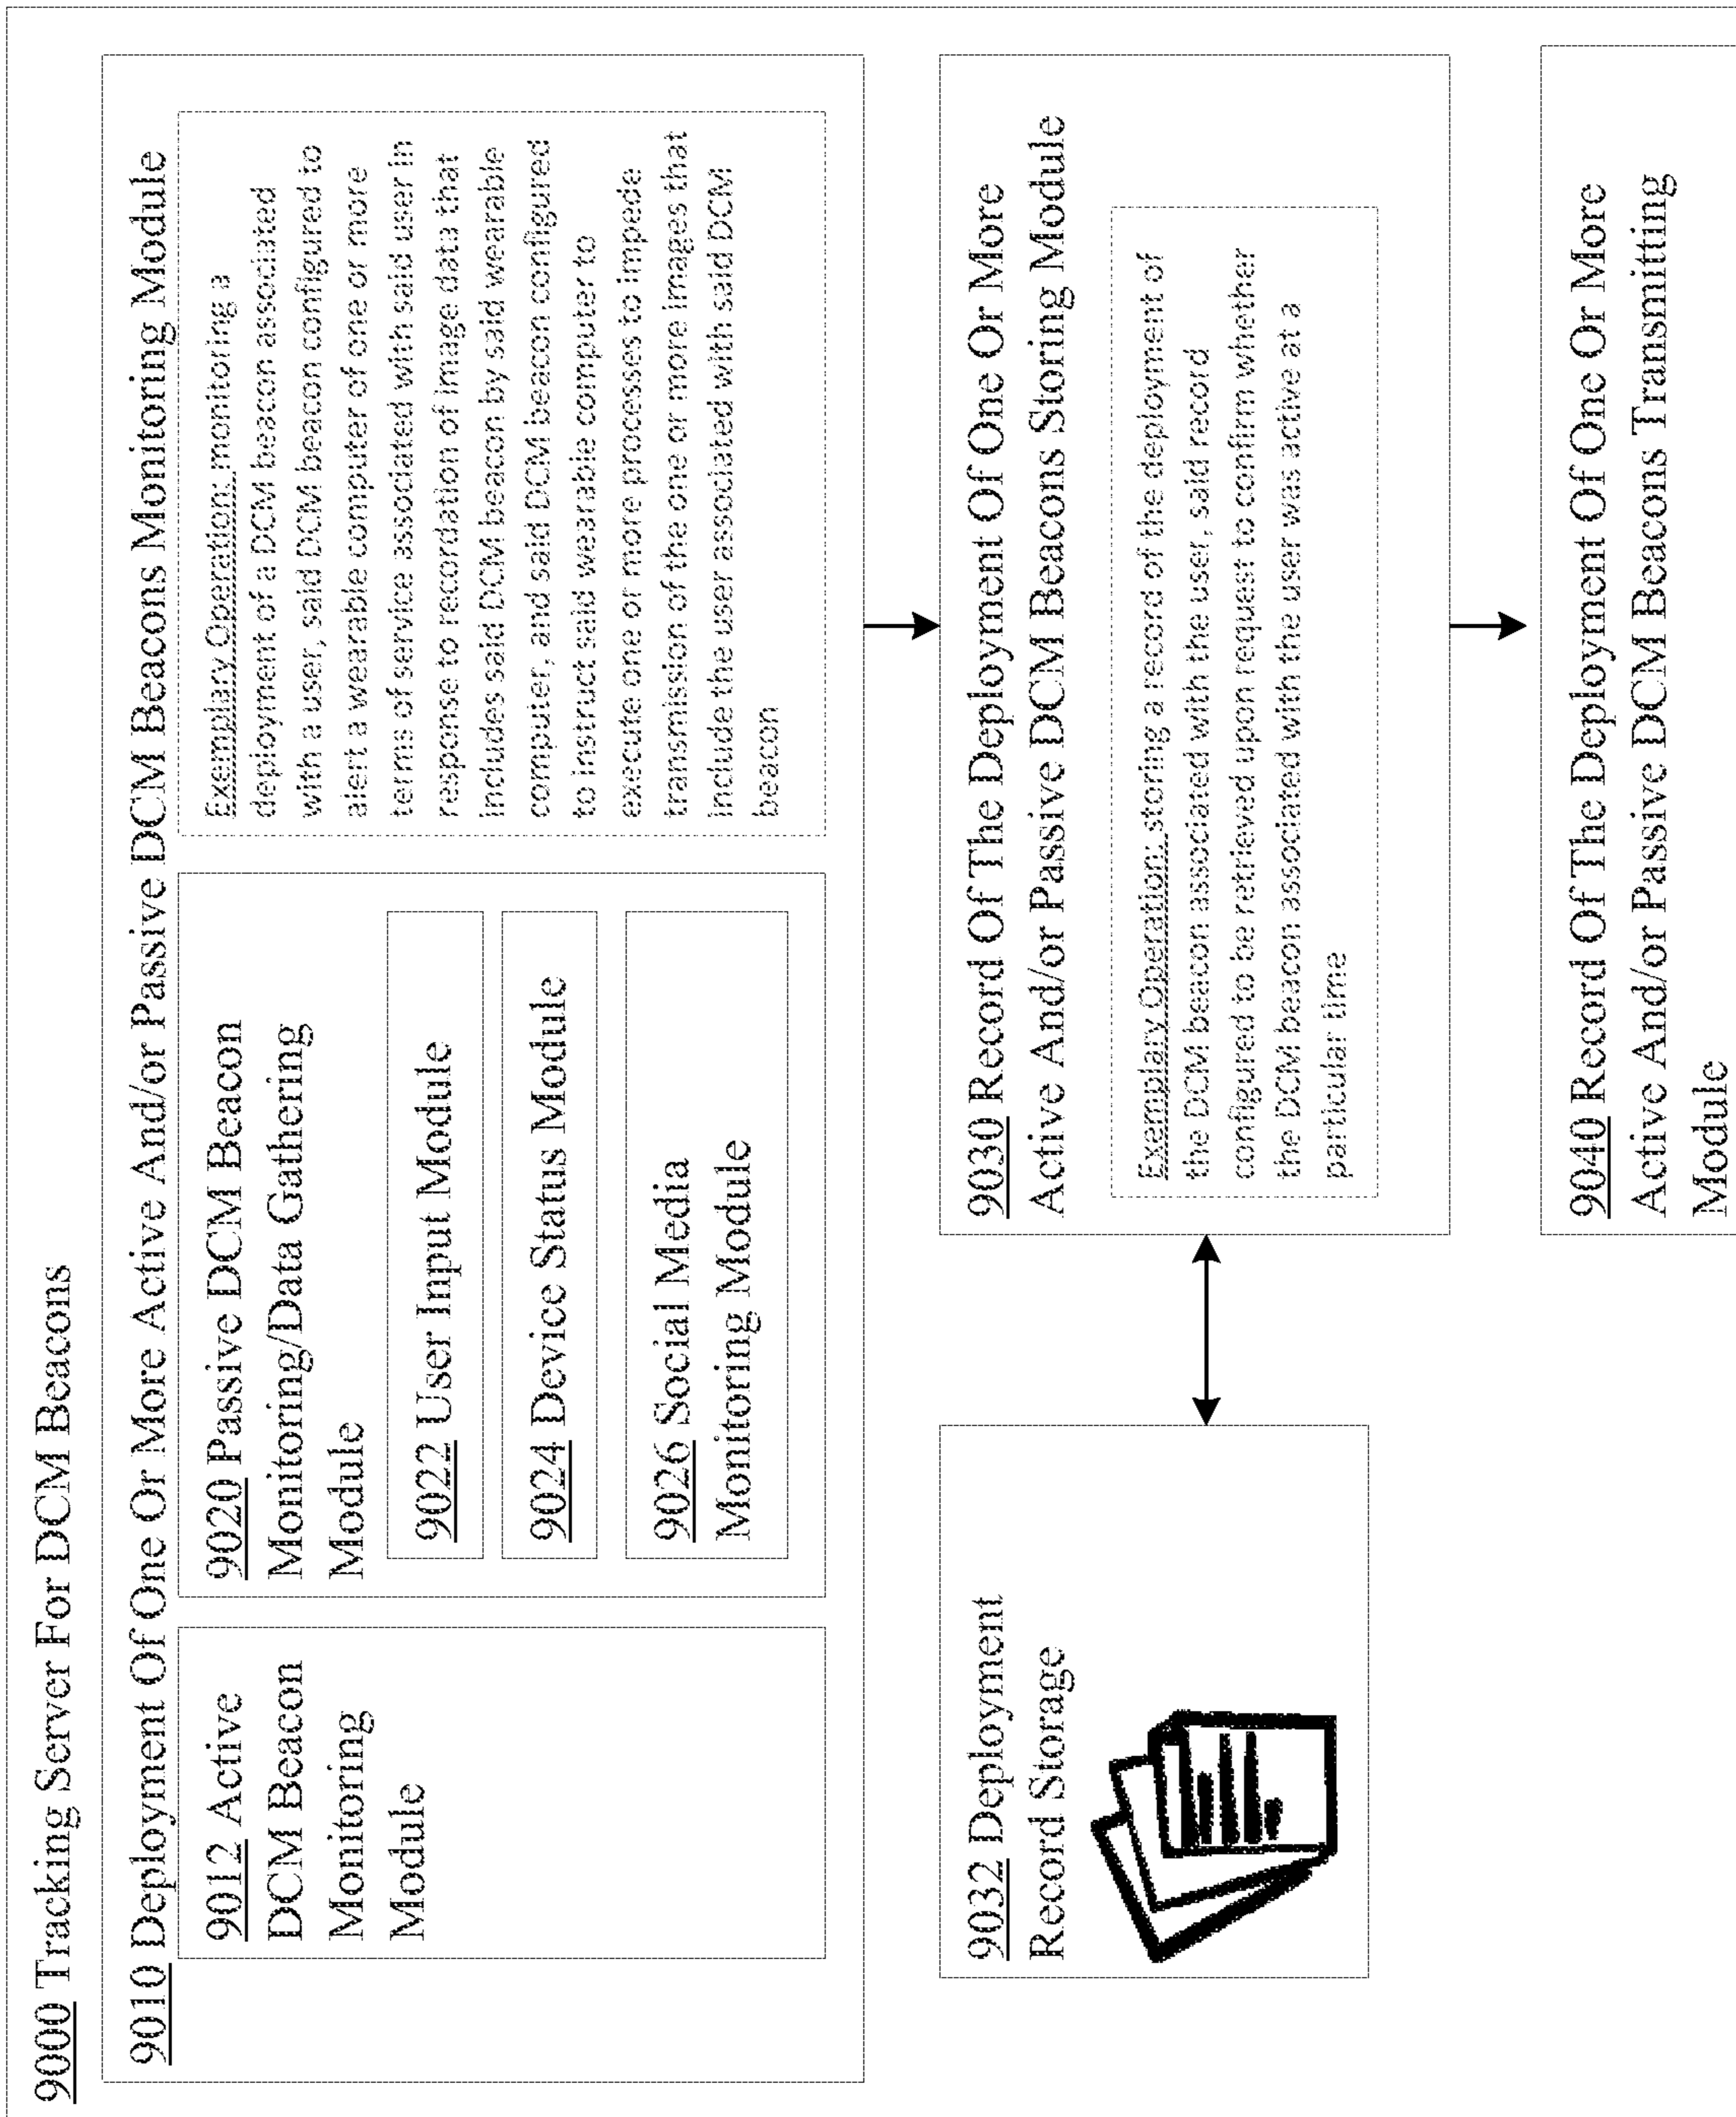 9000 Tracking Server For DCM Beacons
9010 Deployment Of One Or More Active And/or Passive DCM Beacons Monitoring Module
9012 Active
DCM Beacon
Monitoring
Module
9020 Passive DCM Beacon
Monitoring/Data Gathering
Module
9022 User Input Module
9024 Device Status Module
9026 Social Media
Monitoring Module
Exemplary Operation: monitoring a
deployment of a DCM beacon associated
with a user, said DCM beacon configured to
alert a wearable computer of one or more
terms of service associated with said user in
response to recordation of image data that
includes said DCM beacon by said wearable
computer, and said DCM beacon configured
to instruct said wearable computer to
execute one or more processes to impede
transmission of the one or more images that
include the user associated with said DCM
beacon
9032 Deployment
Record Storage
9030 Record Of The Deployment Of One Or More
Active And/or Passive DCM Beacons Storing Module
Exemplary Operation: storing a record of the deployment of
the DCM beacon associated with the user, said record
configured to be retrieved upon request to confirm whether
the DCM beacon associated with the user was active at a
particular time
9040 Record Of The Deployment Of One Or More
Active And/or Passive DCM Beacons Transmitting
Module